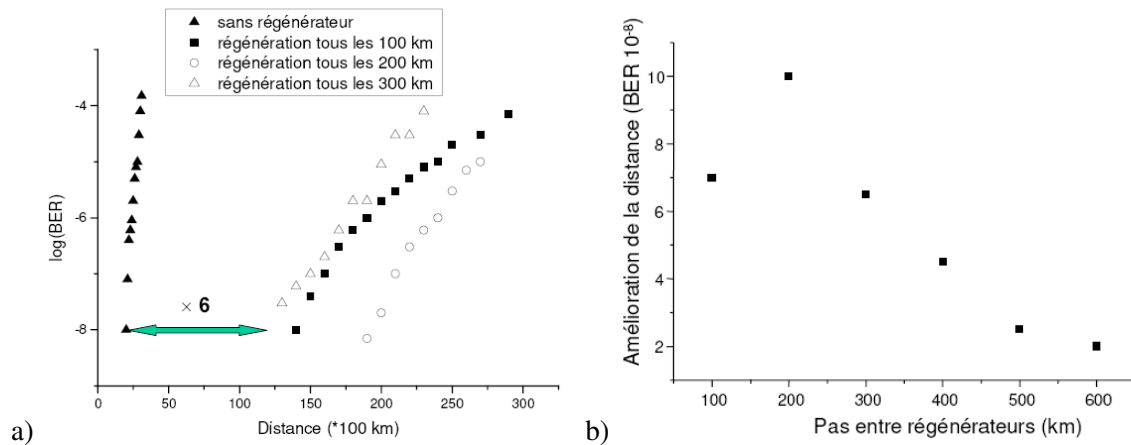 sans régénérateur
régénération tous les 100 km
régénération tous les 200 km
régénération tous les 300 km
log(BER)
-4
-6
-8
× 6
0 50 100 150 200 250 300
Distance (*100 km)
a)
Amélioration de la distance (BER 10-8)
10
8
6
4
2
100 200 300 400 500 600
Pas entre régénérateurs (km)
b)